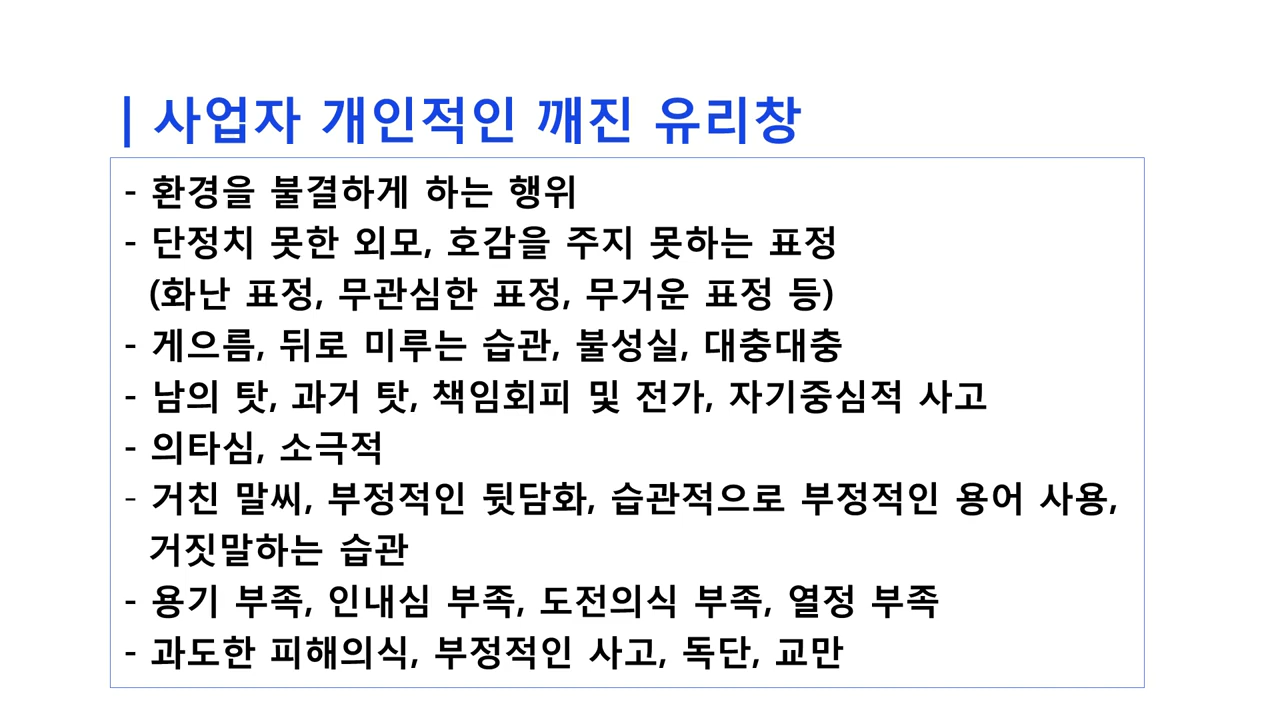 | 사업자 개인적인 깨진 유리창
- 환경을 불결하게 하는 행위
- 단정치 못한 외모, 호감을 주지 못하는 표정
(화난 표정, 무관심한 표정, 무거운 표정 등)
- 게으름, 뒤로 미루는 습관, 불성실, 대충대충
- 남의 탓, 과거 탓, 책임회피 및 전가, 자기중심적 사고
- 의타심, 소극적
- 거친 말씨, 부정적인 뒷담화, 습관적으로 부정적인 용어 사용,
거짓말하는 습관
- 용기 부족, 인내심 부족, 도전의식 부족, 열정 부족
- 과도한 피해의식, 부정적인 사고, 독단, 교만